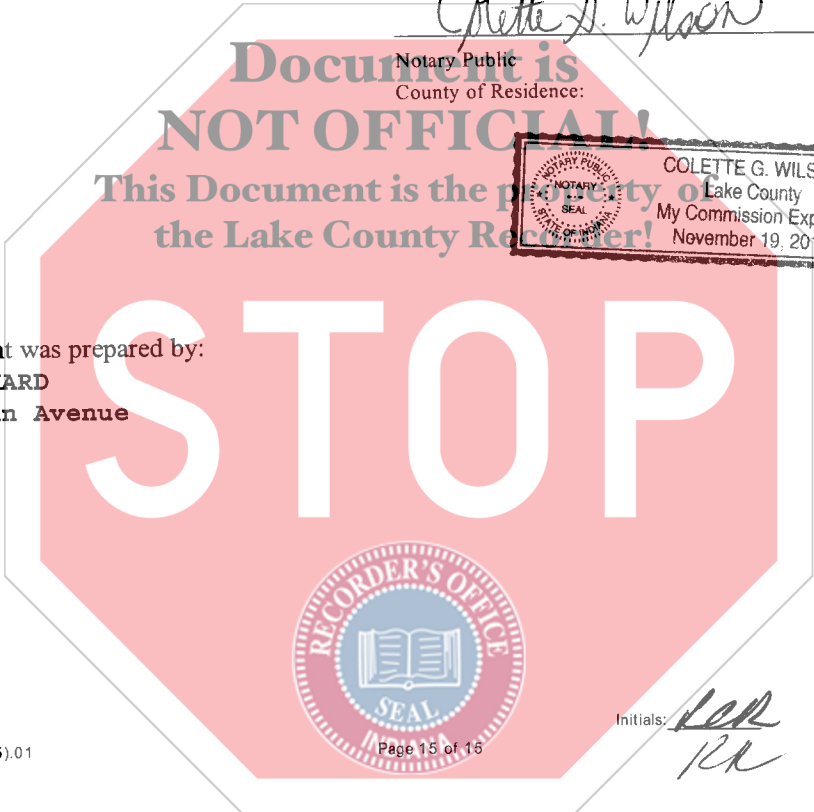 Colette G. Wilson
Document is
Notary Public
County of Residence:
NOT OFFICIAL!
This Document is the property of
the Lake County Recorder!
NOTARY PUBLIC
NOTARY
SEAL
STATE OF INDIANA
COLETTE G. WILS
Lake County
My Commission Exp
November 19, 20
t was prepared by:
ARD
n Avenue
STOP
RECORDER'S OFFICE
SEAL
INDIANA
Initials:
).01
Page 15 of 15